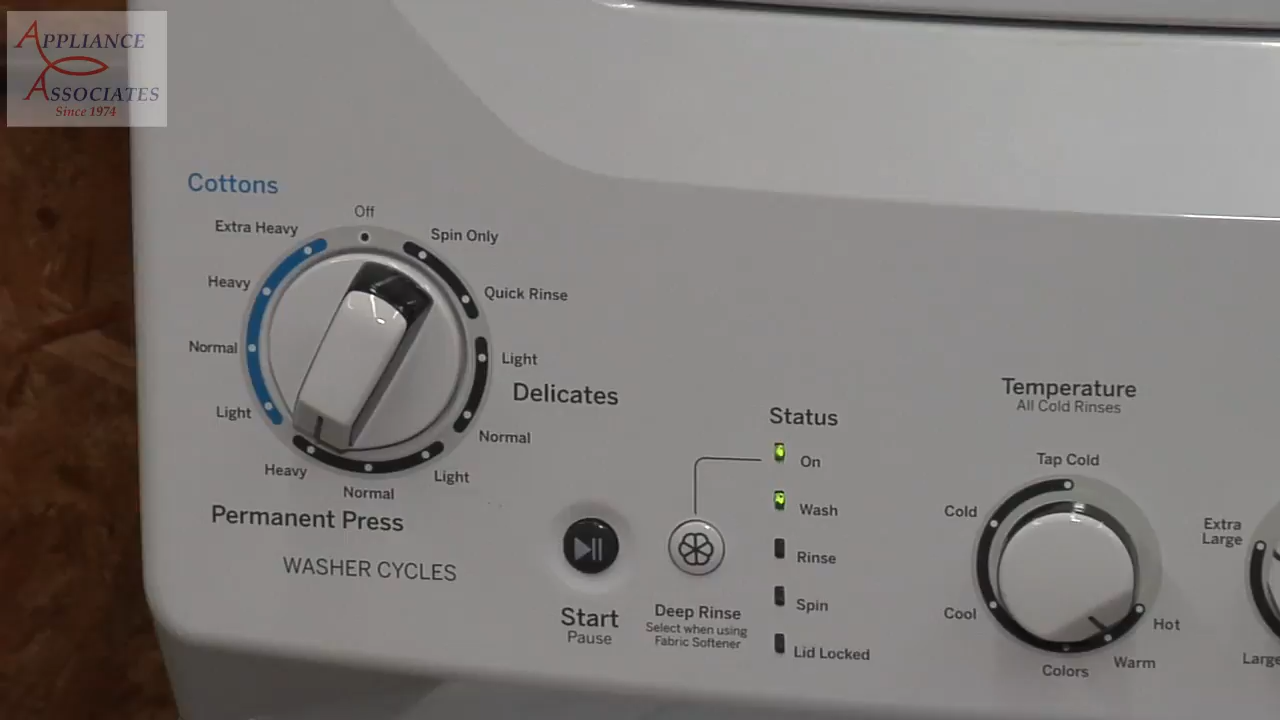 APPLIANCE
ASSOCIATES
Since 1974
Cottons
Off
Extra Heavy
Spin Only
Heavy
Quick Rinse
Normal
Light
Delicates
Light
Normal
Heavy
Light
Normal
Permanent Press
WASHER CYCLES
Start
Pause
Deep Rinse
Select when using
Fabric Softener
Status
On
Wash
Rinse
Spin
Lid Locked
Temperature
All Cold Rinses
Tap Cold
Cold
Cool
Hot
Warm
Colors
Extra
Large
Large